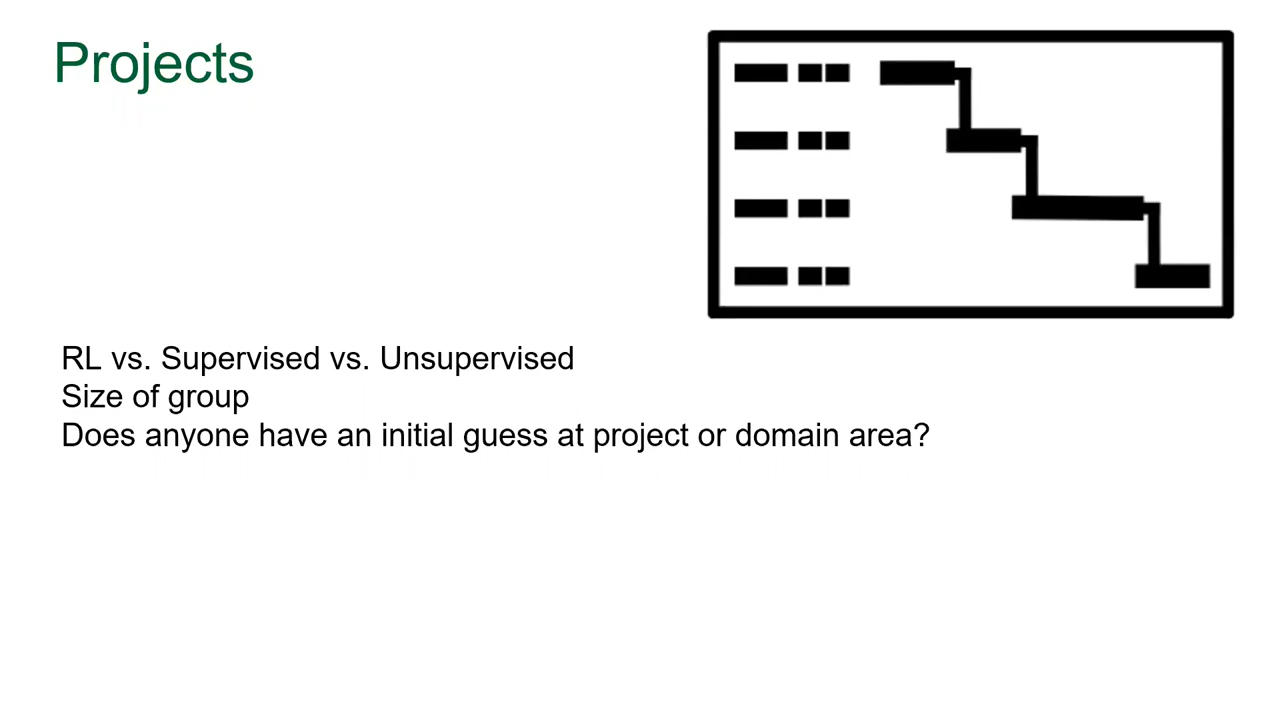 Projects
RL vs. Supervised vs. Unsupervised
Size of group
Does anyone have an initial guess at project or domain area?